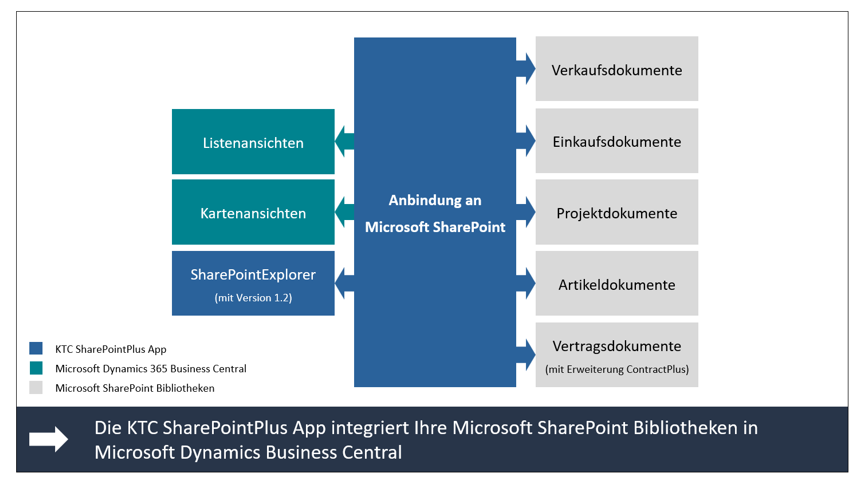 Verkaufsdokumente
Listenansichten
Einkaufsdokumente
Anbindung an
Microsoft SharePoint
Kartenansichten
Projektdokumente
SharePointExplorer
(mit Version 1.2)
Artikeldokumente
Vertragsdokumente
(mit Erweiterung ContractPlus)
KTC SharePointPlus App
Microsoft Dynamics 365 Business Central
Microsoft SharePoint Bibliotheken
Die KTC SharePointPlus App integriert Ihre Microsoft SharePoint Bibliotheken in
Microsoft Dynamics Business Central